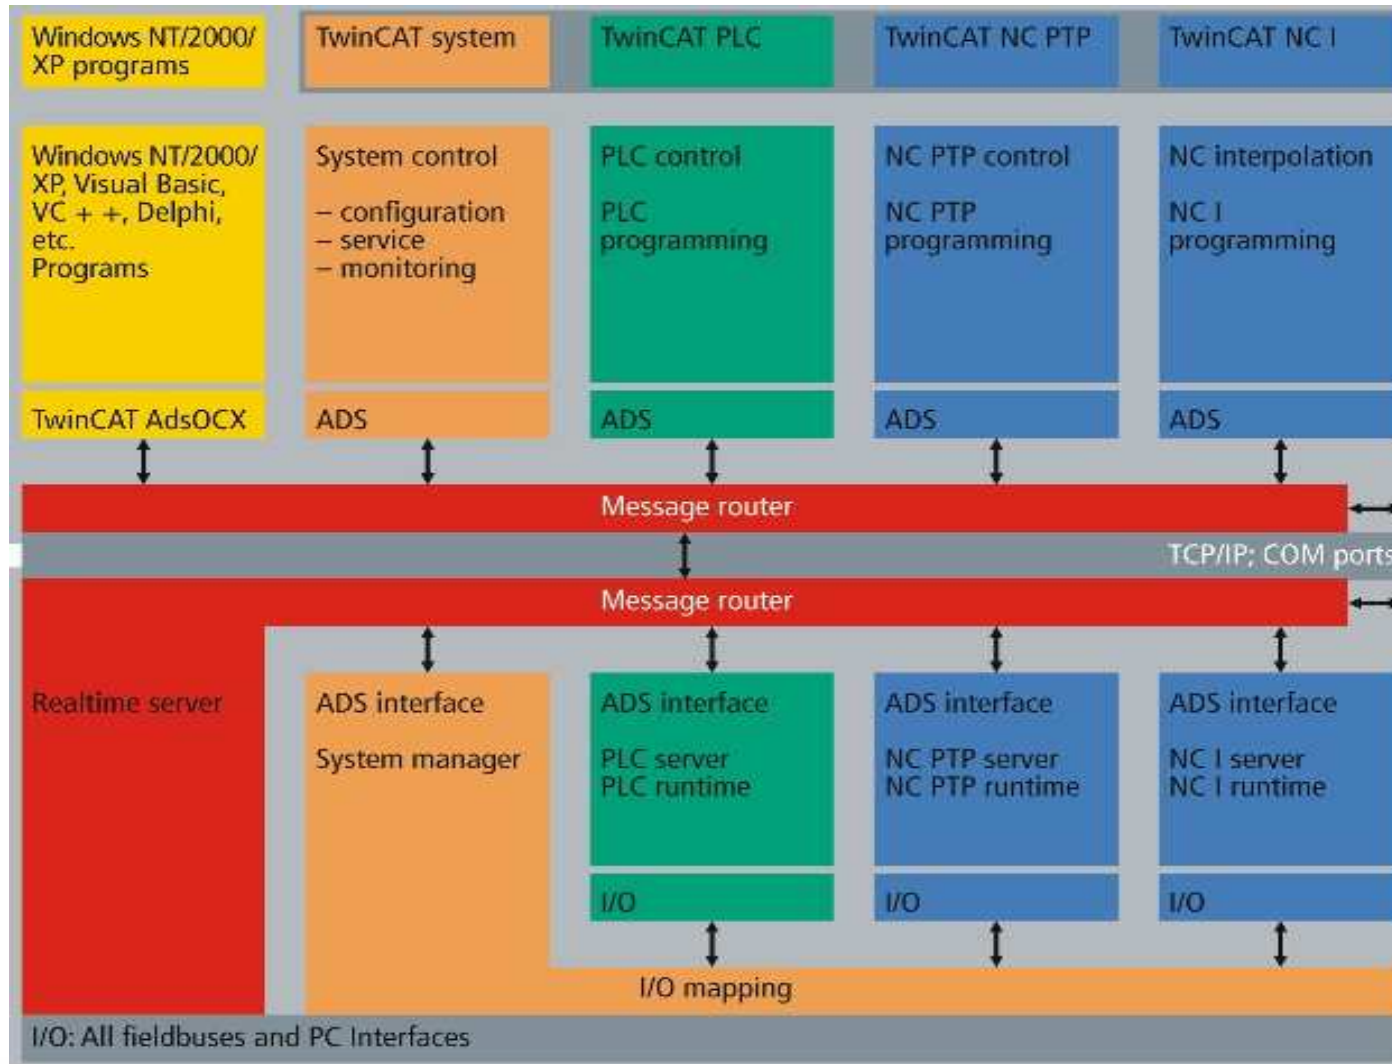 Windows NT/2000/
XP programs
TwinCAT system
TwinCAT PLC
TwinCAT NC PTP
TwinCAT NC I
Windows NT/2000/
XP, Visual Basic,
VC + +, Delphi,
etc.
Programs
System control
– configuration
– service
– monitoring
PLC control
PLC
programming
NC PTP control
NC PTP
programming
NC interpolation
NC I
programming
TwinCAT AdsOCX
ADS
ADS
ADS
ADS
Message router
TCP/IP; COM ports
Message router
Realtime server
ADS interface
System manager
ADS interface
PLC server
PLC runtime
ADS interface
NC PTP server
NC PTP runtime
ADS interface
NC I server
NC I runtime
I/O
I/O
I/O
I/O mapping
I/O: All fieldbuses and PC Interfaces